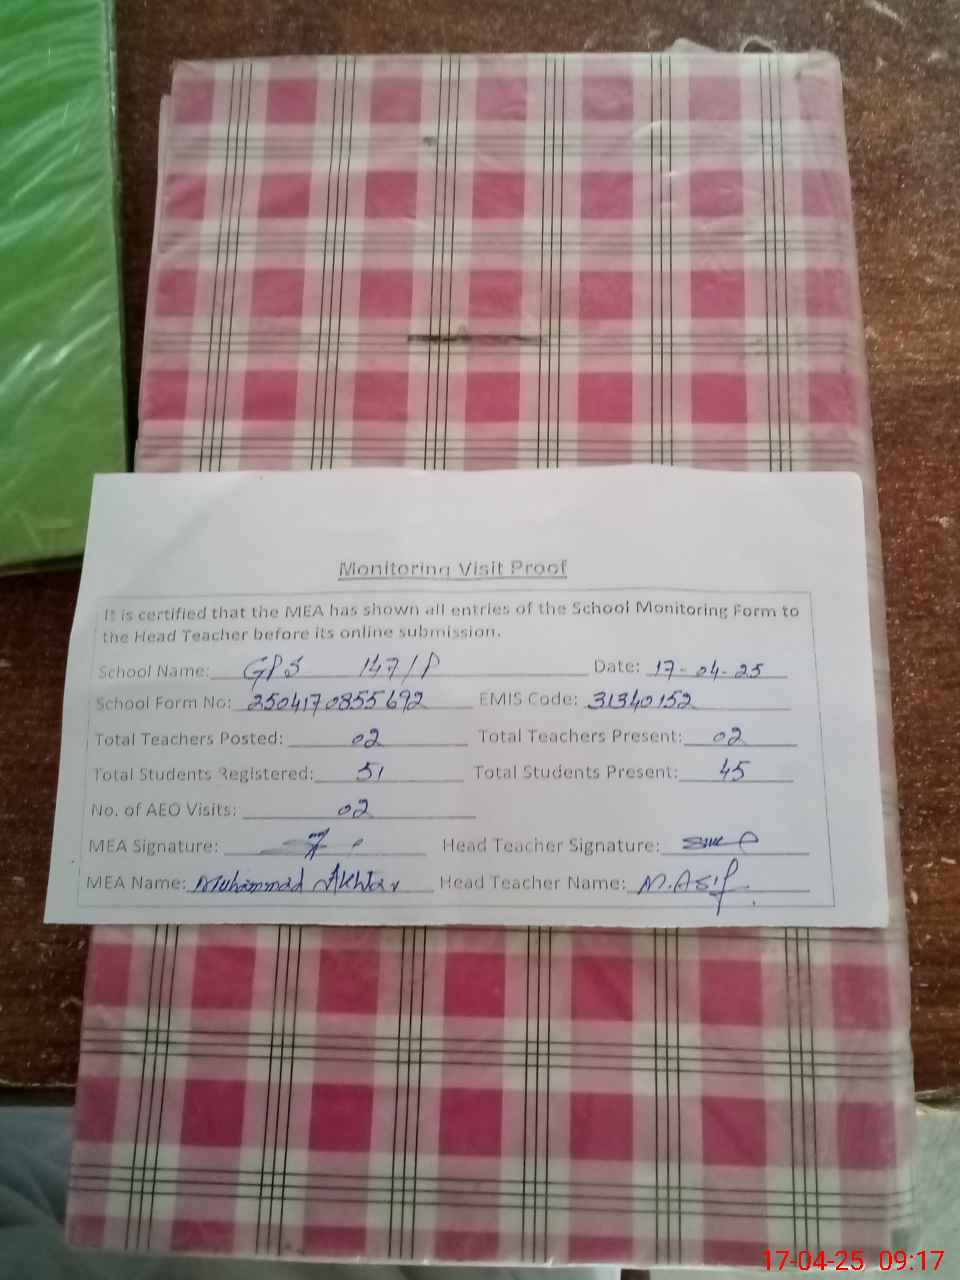 Monitoring Visit Proof
It is certified that the MEA has shown all entries of the School Monitoring Form to
the Head Teacher before its online submission.
School Name: GPS 147/P Date: 17-04-25
School Form No: 2504170855692 EMIS Code: 31340152
Total Teachers Posted: 02 Total Teachers Present: 02
Total Students Registered: 51 Total Students Present: 45
No. of AEO Visits: 02
MEA Signature: Head Teacher Signature:
MEA Name: Muhammad Akhtar Head Teacher Name: M. Asif
17-04-25 09:17